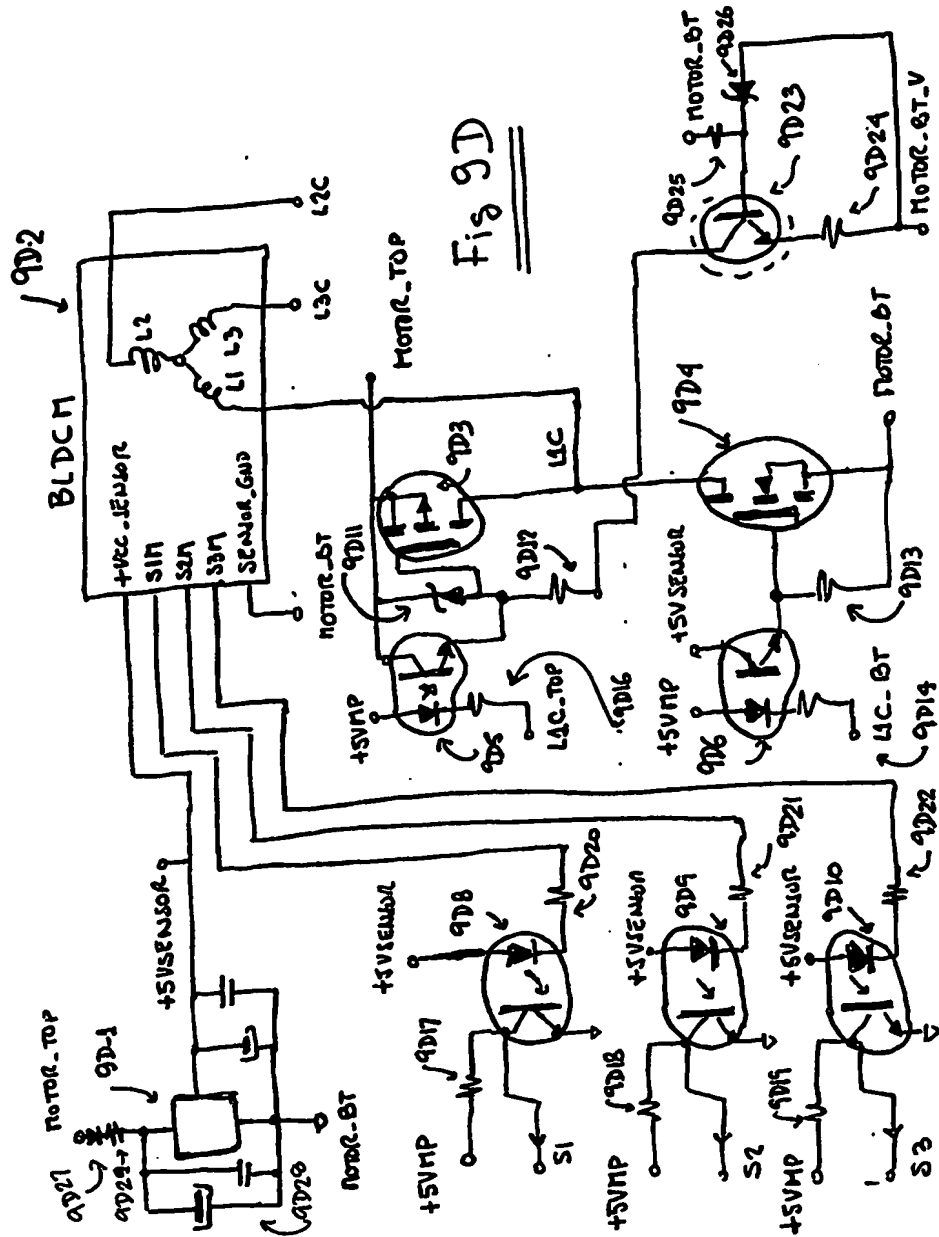 9D2
BLDCM
+VCC_SENSOR
S1M
S2M
S3M
SENSOR_GND
L2
L1
L3
L2C
L3C
MOTOR_TOP
9D-1
9D27
9D29
9D20
MOTOR_BT
+5VSENSOR
MOTOR_BT
MOTOR_TOP
Fig 9D
9D11
9D3
+5VMP
9D5
L1C_TOP
9D16
9D12
L1C
MOTOR_BT
9D26
9D25
9D23
9D24
MOTOR_BT_V
9D4
+5VSENSOR
+5VMP
9D6
L1C_BT
9D14
9D13
MOTOR_BT
+5VSENSOR
9D8
9D20
9D17
+5VMP
S1
+5VSENSOR
9D9
9D21
9D18
+5VMP
S2
+5VSENSOR
9D10
9D22
9D19
+5VMP
S3